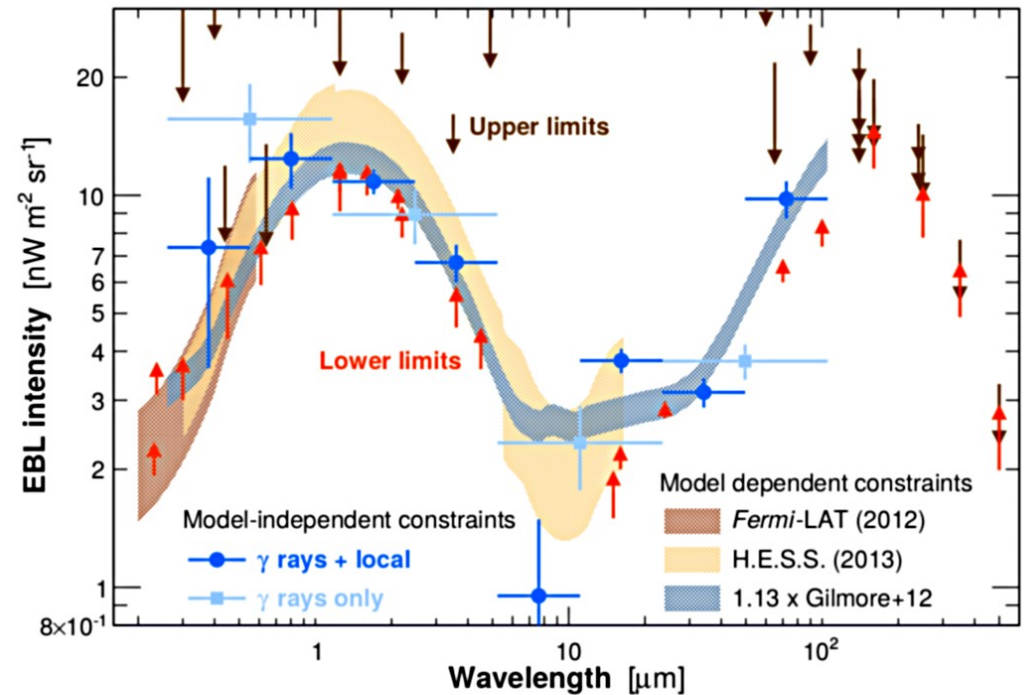 EBL intensity [nW m⁻² sr⁻¹]
20
10
7
6
5
4
3
2
1
8×10⁻¹
Upper limits
Lower limits
Model-independent constraints
γ rays + local
γ rays only
Model dependent constraints
Fermi-LAT (2012)
H.E.S.S. (2013)
1.13 x Gilmore+12
1
10
10²
Wavelength [μm]